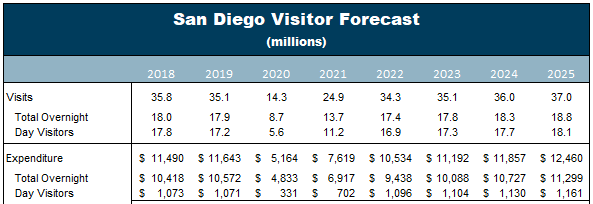 San Diego Visitor Forecast
(millions)
2018 2019 2020 2021 2022 2023 2024 2025
Visits 35.8 35.1 14.3 24.9 34.3 35.1 36.0 37.0
Total Overnight 18.0 17.9 8.7 13.7 17.4 17.8 18.3 18.8
Day Visitors 17.8 17.2 5.6 11.2 16.9 17.3 17.7 18.1
Expenditure $ 11,490 $ 11,643 $ 5,164 $ 7,619 $ 10,534 $ 11,192 $ 11,857 $ 12,460
Total Overnight $ 10,418 $ 10,572 $ 4,833 $ 6,917 $ 9,438 $ 10,088 $ 10,727 $ 11,299
Day Visitors $ 1,073 $ 1,071 $ 331 $ 702 $ 1,096 $ 1,104 $ 1,130 $ 1,161